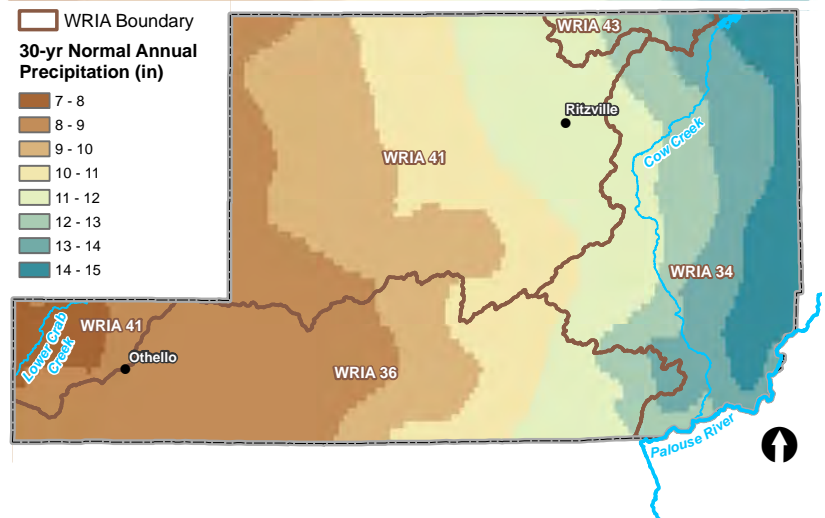 WRIA Boundary
30-yr Normal Annual
Precipitation (in)
7 - 8
8 - 9
9 - 10
10 - 11
11 - 12
12 - 13
13 - 14
14 - 15
WRIA 43
Ritzville
WRIA 41
Cow Creek
WRIA 34
WRIA 41
Lower Crab
Creek
Othello
WRIA 36
Palouse River